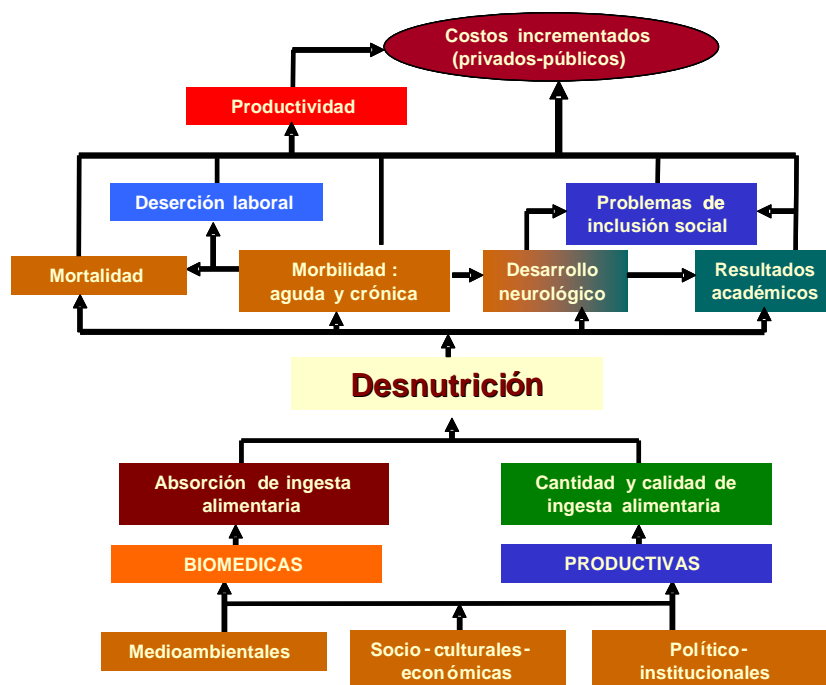 Costos incrementados
(privados-públicos)
Productividad
Deserción laboral
Problemas de
inclusión social
Mortalidad
Morbilidad :
aguda y crónica
Desarrollo
neurológico
Resultados
académicos
Desnutrición
Absorción de ingesta
alimentaria
Cantidad y calidad de
ingesta alimentaria
BIOMEDICAS
PRODUCTIVAS
Medioambientales
Socio-culturales-
económicas
Político-
institucionales